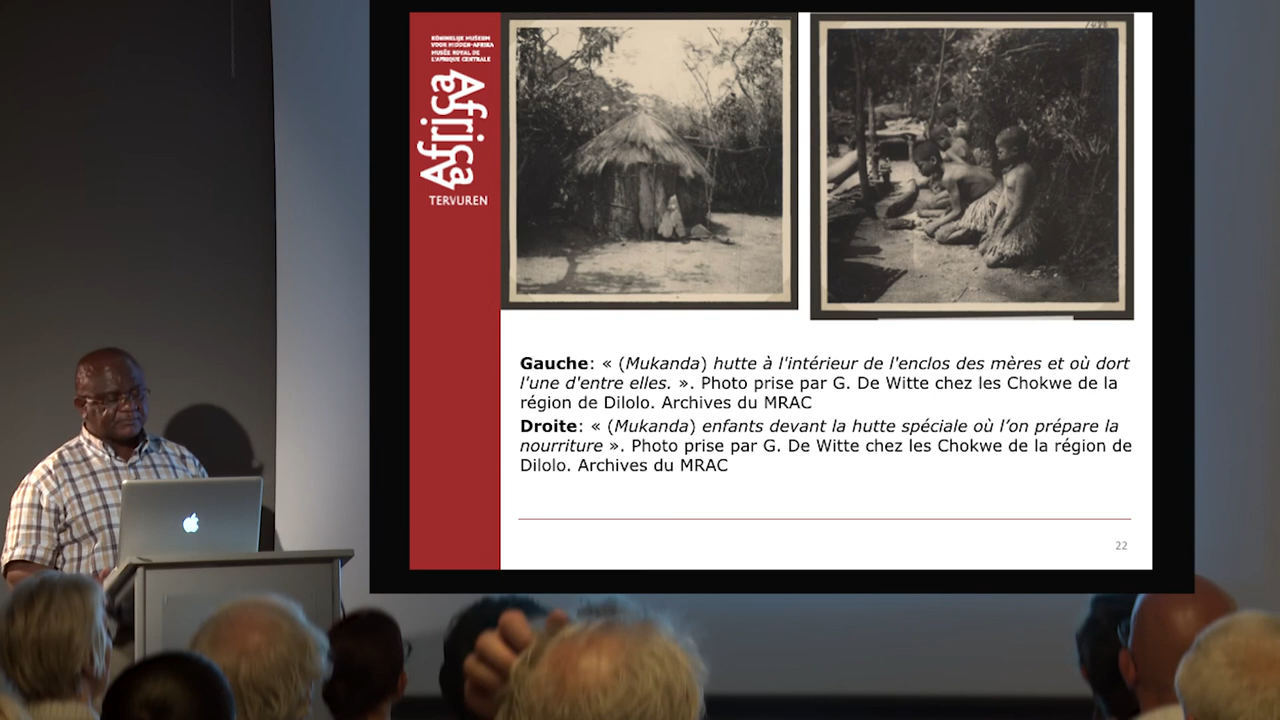 KONINKLIJK MUSEUM
VOOR MIDDEN-AFRIKA
MUSÉE ROYAL DE
L'AFRIQUE CENTRALE
Africa
TERVUREN
Gauche: « (Mukanda) hutte à l'intérieur de l'enclos des mères et où dort
l'une d'entre elles. ». Photo prise par G. De Witte chez les Chokwe de la
région de Dilolo. Archives du MRAC
Droite: « (Mukanda) enfants devant la hutte spéciale où l’on prépare la
nourriture ». Photo prise par G. De Witte chez les Chokwe de la région de
Dilolo. Archives du MRAC
22